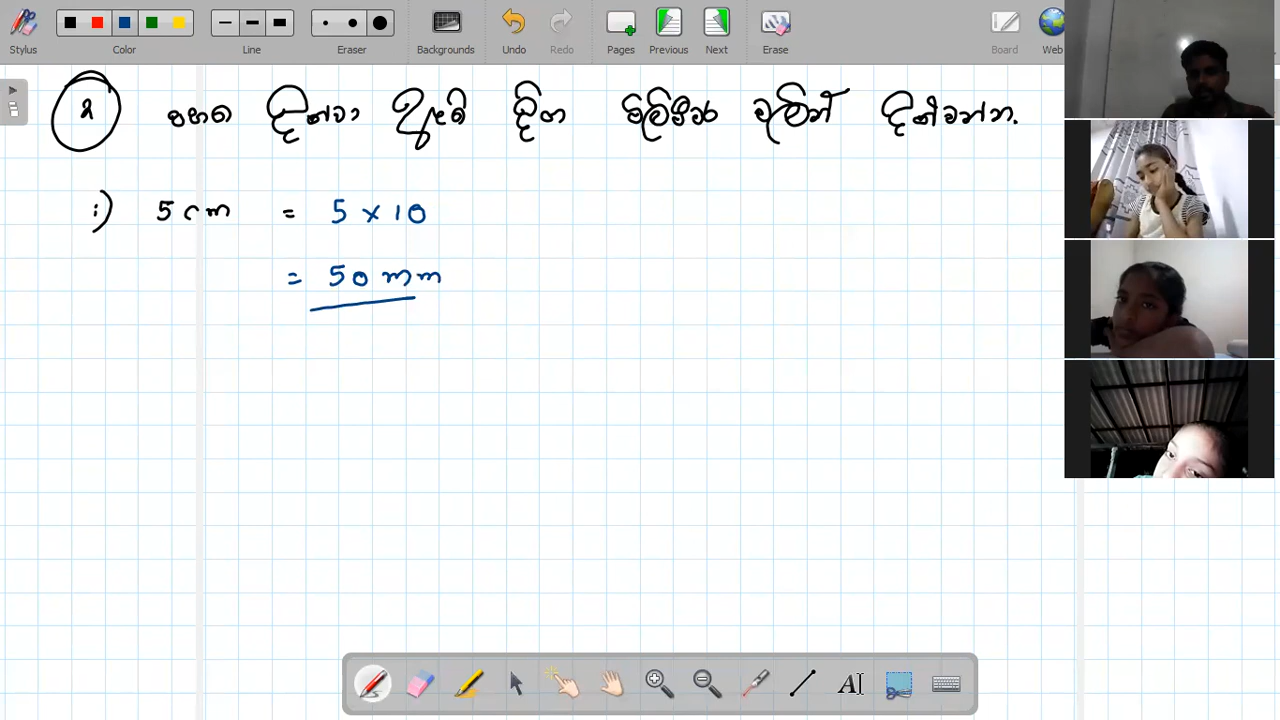 Stylus Color Line Eraser Backgrounds Undo Redo Pages Previous Next Erase Board Web
2 පහත දක්වා ඇති දිග මිලිමීටර වලින් දක්වන්න.
i) 5 cm = 5 × 10
= 50 mm